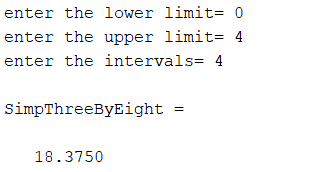 enter the lower limit= 0
enter the upper limit= 4
enter the intervals= 4
SimpThreeByEight =
18.3750